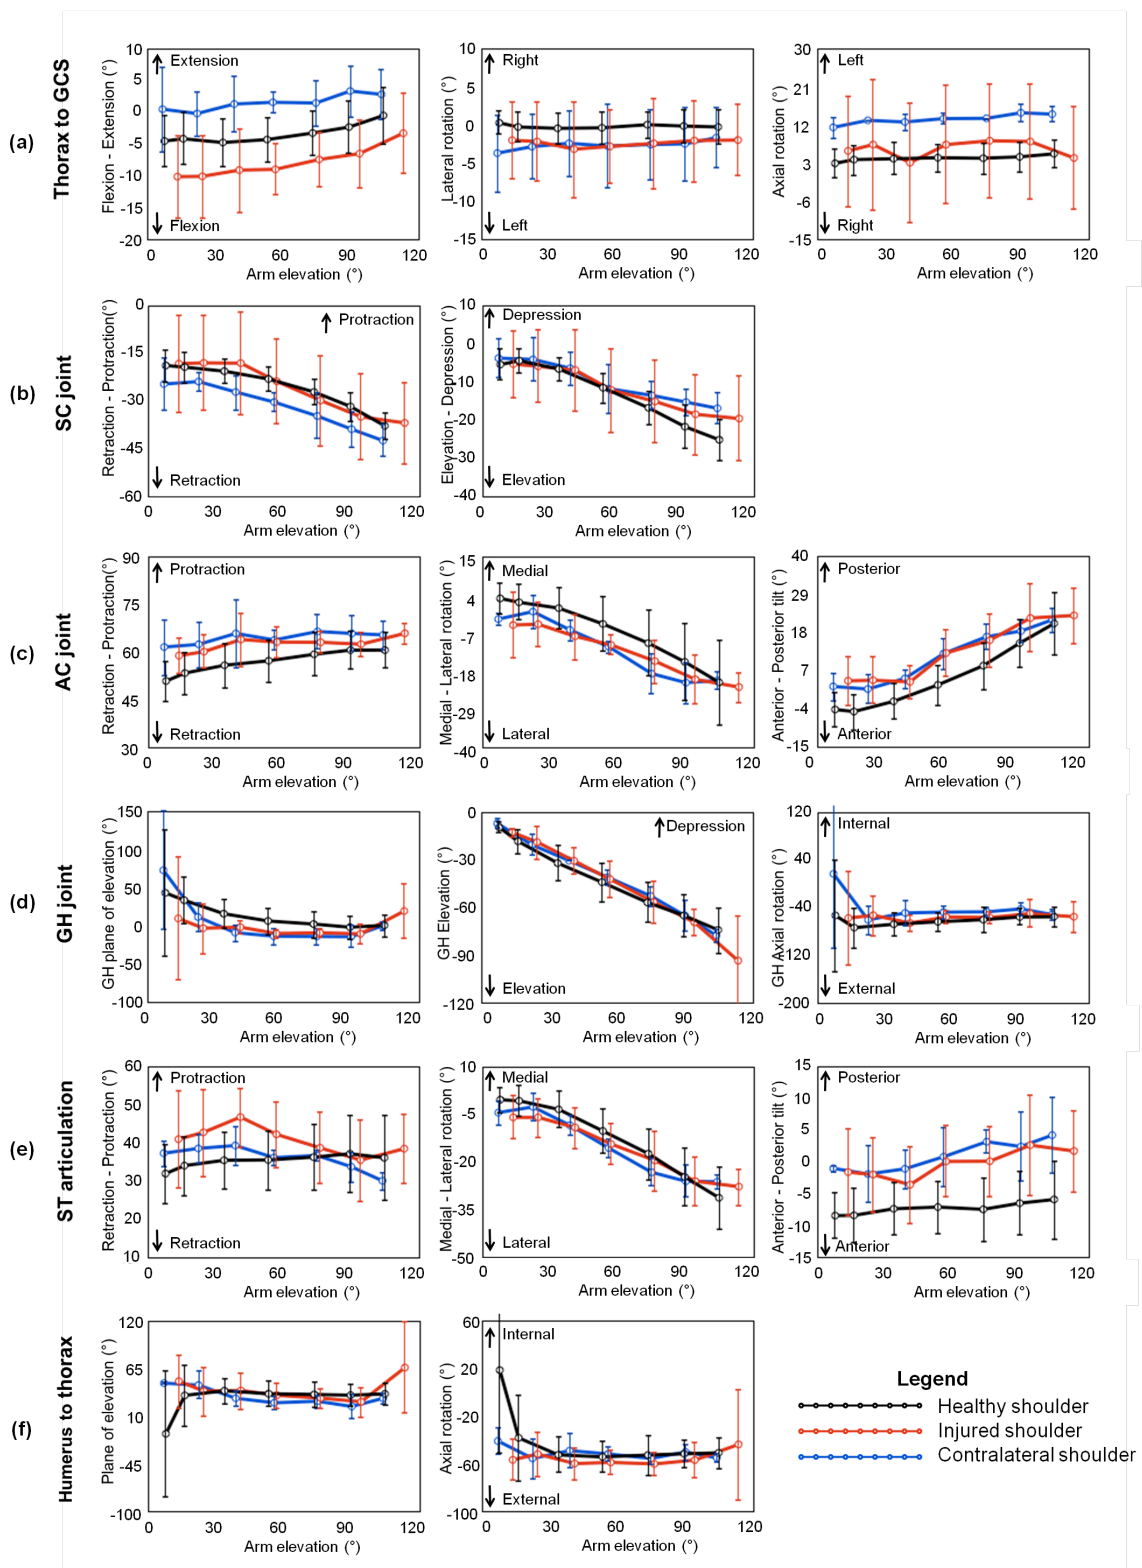 (a)
Thorax to GCS
Flexion - Extension (°)
10
5
0
-5
-10
-15
-20
Extension
Flexion
0 30 60 90 120
Arm elevation (°)
Lateral rotation (°)
10
5
0
-5
-10
-15
Right
Left
0 30 60 90 120
Arm elevation (°)
Axial rotation (°)
30
21
12
3
-6
-15
Left
Right
0 30 60 90 120
Arm elevation (°)
(b)
SC joint
Retraction - Protraction(°)
0
-15
-30
-45
-60
Protraction
Retraction
0 30 60 90 120
Arm elevation (°)
Elevation - Depression (°)
10
0
-10
-20
-30
-40
Depression
Elevation
0 30 60 90 120
Arm elevation (°)
(c)
AC joint
Retraction - Protraction(°)
90
75
60
45
30
Protraction
Retraction
0 30 60 90 120
Arm elevation (°)
Medial - Lateral rotation (°)
15
4
-7
-18
-29
-40
Medial
Lateral
0 30 60 90 120
Arm elevation (°)
Anterior - Posterior tilt (°)
40
29
18
7
-4
-15
Posterior
Anterior
0 30 60 90 120
Arm elevation (°)
(d)
GH joint
GH plane of elevation (°)
150
100
50
0
-50
-100
0 30 60 90 120
Arm elevation (°)
GH Elevation (°)
0
-30
-60
-90
-120
Depression
Elevation
0 30 60 90 120
Arm elevation (°)
GH Axial rotation (°)
120
40
-40
-120
-200
Internal
External
0 30 60 90 120
Arm elevation (°)
(e)
ST articulation
Retraction - Protraction (°)
60
50
40
30
20
10
Protraction
Retraction
0 30 60 90 120
Arm elevation (°)
Medial - Lateral rotation (°)
10
-5
-20
-35
-50
Medial
Lateral
0 30 60 90 120
Arm elevation (°)
Anterior - Posterior tilt (°)
15
10
5
0
-5
-10
-15
Posterior
Anterior
0 30 60 90 120
Arm elevation (°)
(f)
Humerus to thorax
Plane of elevation (°)
120
65
10
-45
-100
0 30 60 90 120
Arm elevation (°)
Axial rotation (°)
60
20
-20
-60
-100
Internal
External
0 30 60 90 120
Arm elevation (°)
Legend
Healthy shoulder
Injured shoulder
Contralateral shoulder